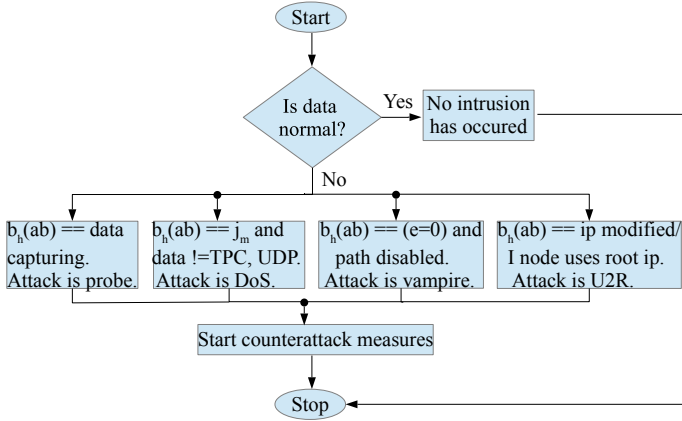 Start
Is data
normal?
Yes
No intrusion
has occured
No
b_h(ab) == data
capturing.
Attack is probe.
b_h(ab) == j_m and
data !=TPC, UDP.
Attack is DoS.
b_h(ab) == (e=0) and
path disabled.
Attack is vampire.
b_h(ab) == ip modified/
I node uses root ip.
Attack is U2R.
Start counterattack measures
Stop